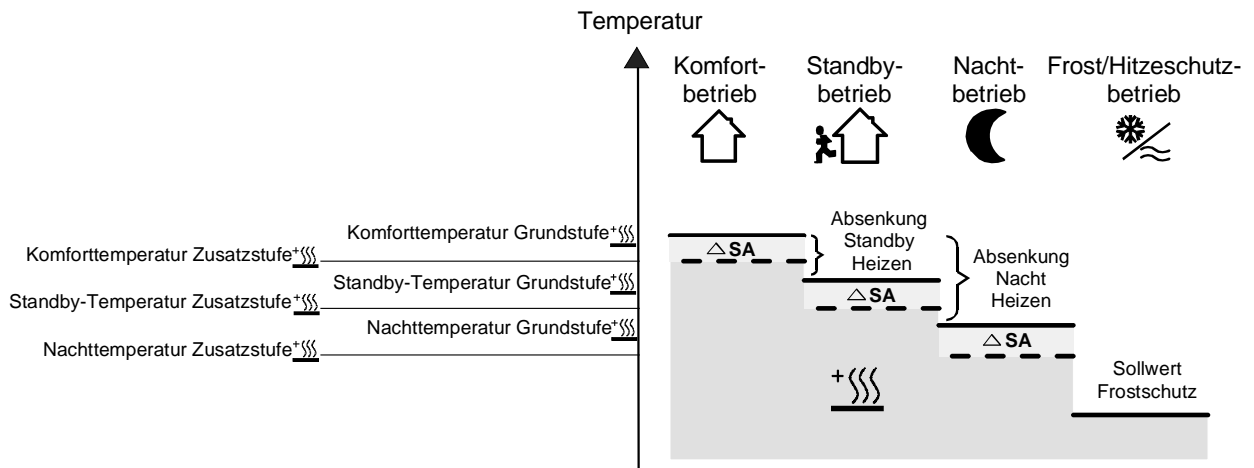 Temperatur
Komfort-
betrieb
Standby-
betrieb
Nacht-
betrieb
Frost/Hitzeschutz-
betrieb
Komforttemperatur Grundstufe
Komforttemperatur Zusatzstufe
Standby-Temperatur Grundstufe
Standby-Temperatur Zusatzstufe
Nachttemperatur Grundstufe
Nachttemperatur Zusatzstufe
△ SA
Absenkung
Standby
Heizen
△ SA
Absenkung
Nacht
Heizen
△ SA
Sollwert
Frostschutz